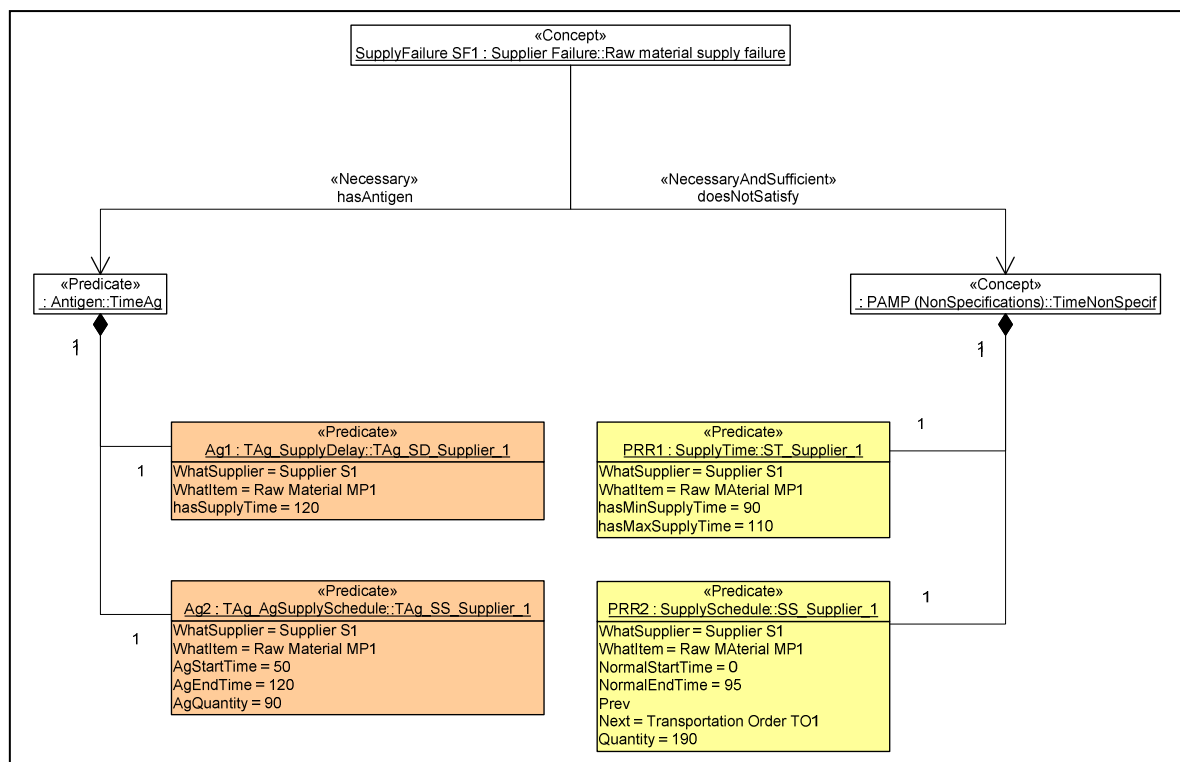 «Concept»
SupplyFailure SF1 : Supplier Failure::Raw material supply failure
«Necessary»
hasAntigen
«NecessaryAndSufficient»
doesNotSatisfy
«Predicate»
: Antigen::TimeAg
«Concept»
: PAMP (NonSpecifications)::TimeNonSpecif
1
1
1
1
«Predicate»
Ag1 : TAg_SupplyDelay::TAg_SD_Supplier_1
WhatSupplier = Supplier S1
WhatItem = Raw Material MP1
hasSupplyTime = 120
1
«Predicate»
PRR1 : SupplyTime::ST_Supplier_1
WhatSupplier = Supplier S1
WhatItem = Raw MAterial MP1
hasMinSupplyTime = 90
hasMaxSupplyTime = 110
1
«Predicate»
Ag2 : TAg_AgSupplySchedule::TAg_SS_Supplier_1
WhatSupplier = Supplier S1
WhatItem = Raw Material MP1
AgStartTime = 50
AgEndTime = 120
AgQuantity = 90
1
«Predicate»
PRR2 : SupplySchedule::SS_Supplier_1
WhatSupplier = Supplier S1
WhatItem = Raw MAterial MP1
NormalStartTime = 0
NormalEndTime = 95
Prev
Next = Transportation Order TO1
Quantity = 190
1